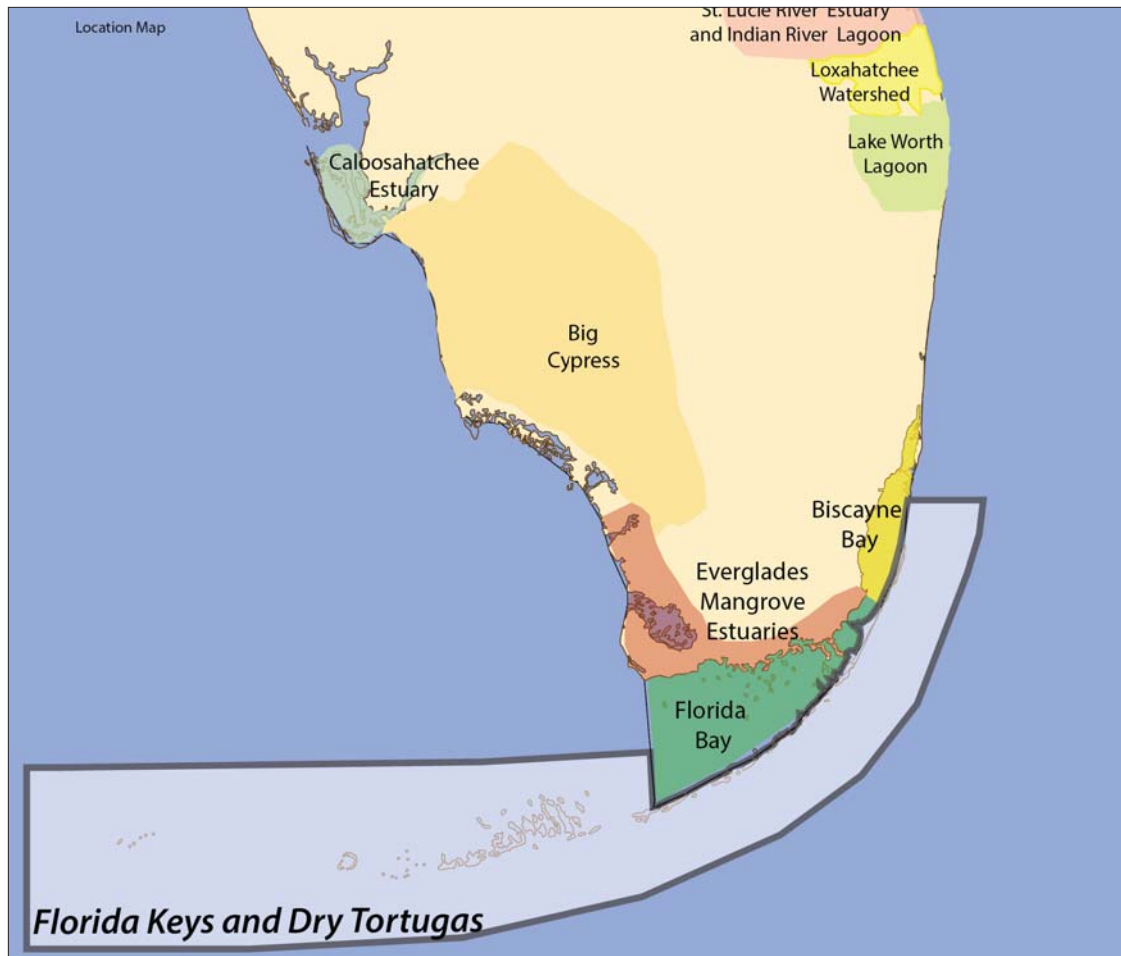 Location Map
St. Lucie River Estuary
and Indian River Lagoon
Loxahatchee
Watershed
Lake Worth
Lagoon
Caloosahatchee
Estuary
Big
Cypress
Biscayne
Bay
Everglades
Mangrove
Estuaries
Florida
Bay
Florida Keys and Dry Tortugas